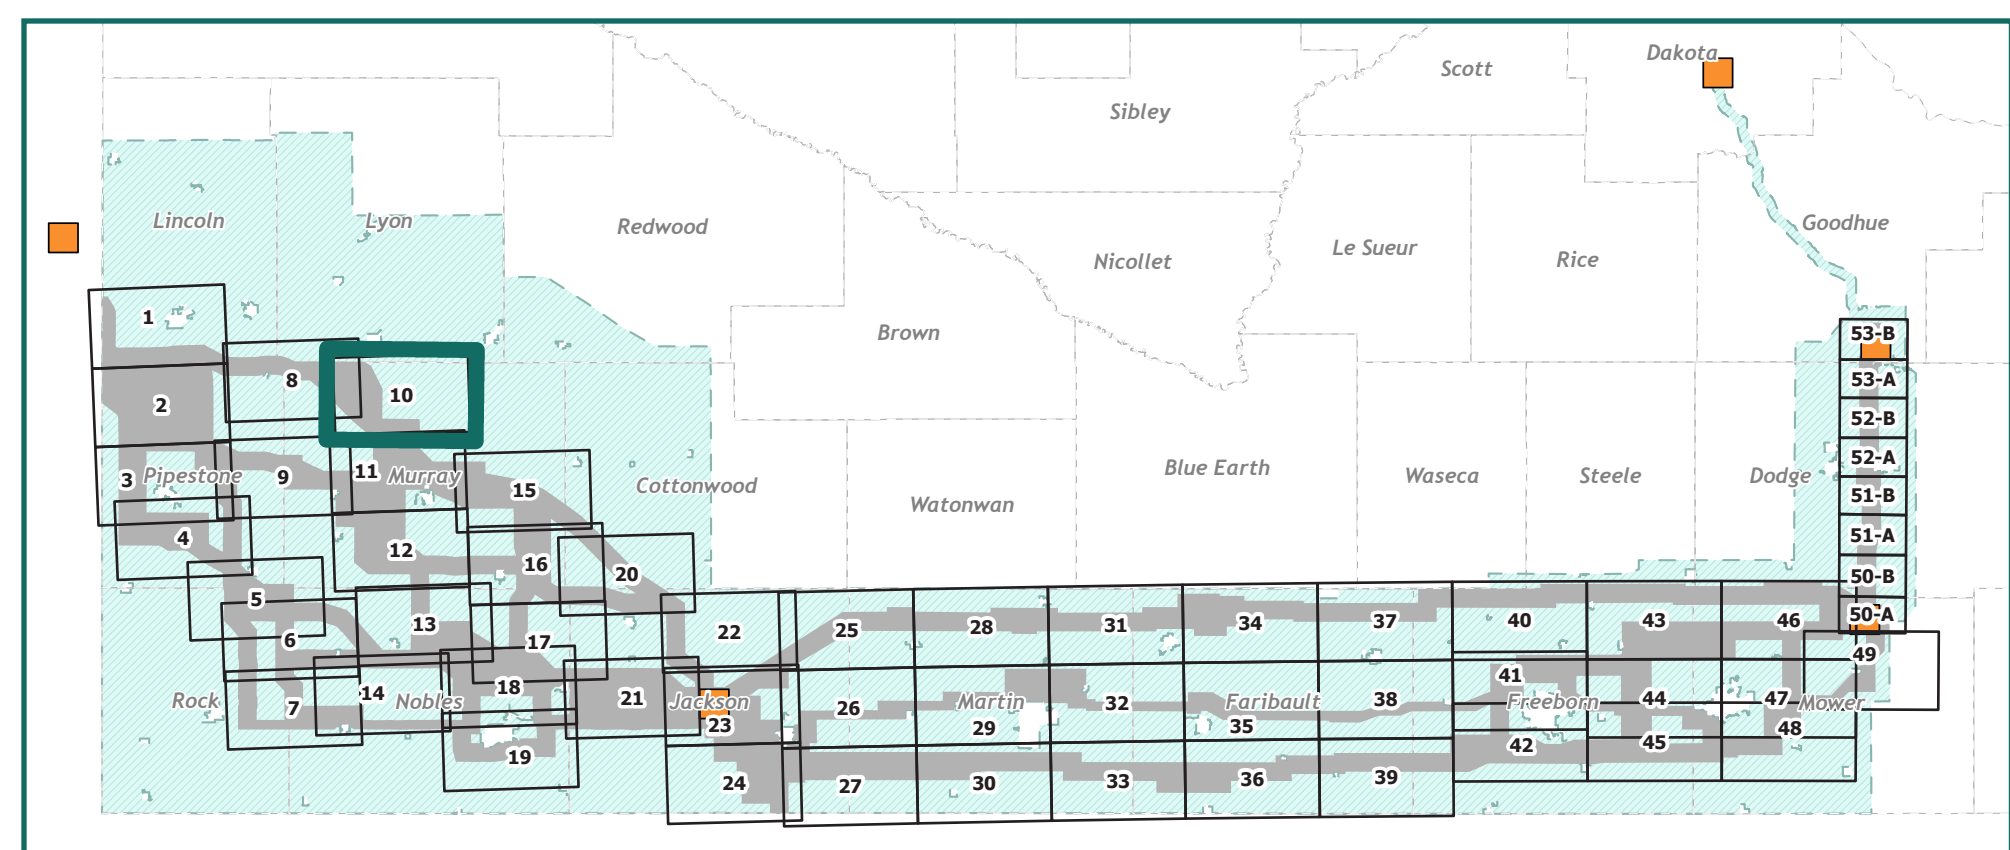 Dakota
Scott
Sibley
Lincoln
Lyon
Redwood
Goodhue
Le Sueur
Rice
Nicollet
1
Brown
53-B
8
53-A
10
2
52-B
52-A
Blue Earth
11
Murray
Pipestone
9
3
15
Cottonwood
Waseca
Steele
Dodge
51-B
Watonwan
51-A
4
12
16
20
50-B
5
50-A
6
13
17
22
25
28
31
34
37
40
43
46
49
41
18
14
7
Rock
Nobles
21
Jackson
23
26
Martin
29
32
Faribault
35
38
Freeborn
44
47
Mower
48
42
45
19
24
27
30
33
36
39